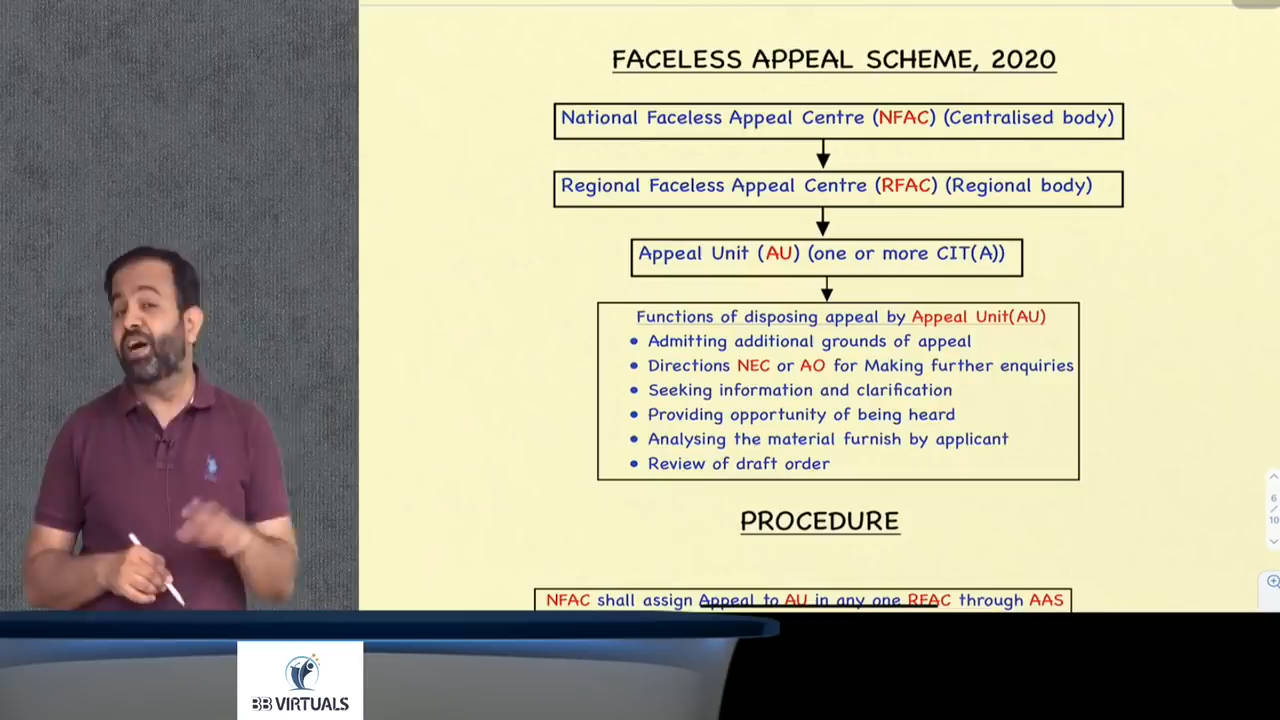 FACELESS APPEAL SCHEME, 2020
National Faceless Appeal Centre (NFAC) (Centralised body)
Regional Faceless Appeal Centre (RFAC) (Regional body)
Appeal Unit (AU) (one or more CIT(A))
Functions of disposing appeal by Appeal Unit(AU)
• Admitting additional grounds of appeal
• Directions NEC or AO for Making further enquiries
• Seeking information and clarification
• Providing opportunity of being heard
• Analysing the material furnish by applicant
• Review of draft order
PROCEDURE
NFAC shall assign Appeal to AU in any one RFAC through AAS
6
/
10
BB VIRTUALS